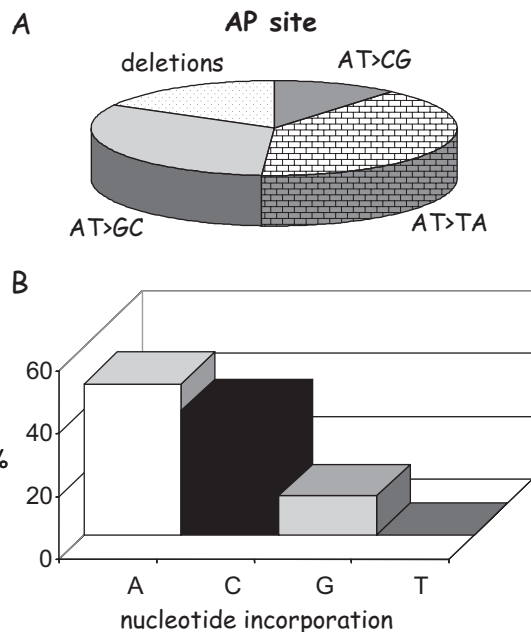 A
AP site
deletions
AT>CG
AT>GC
AT>TA
B
60
40
%
20
0
A C G T
nucleotide incorporation